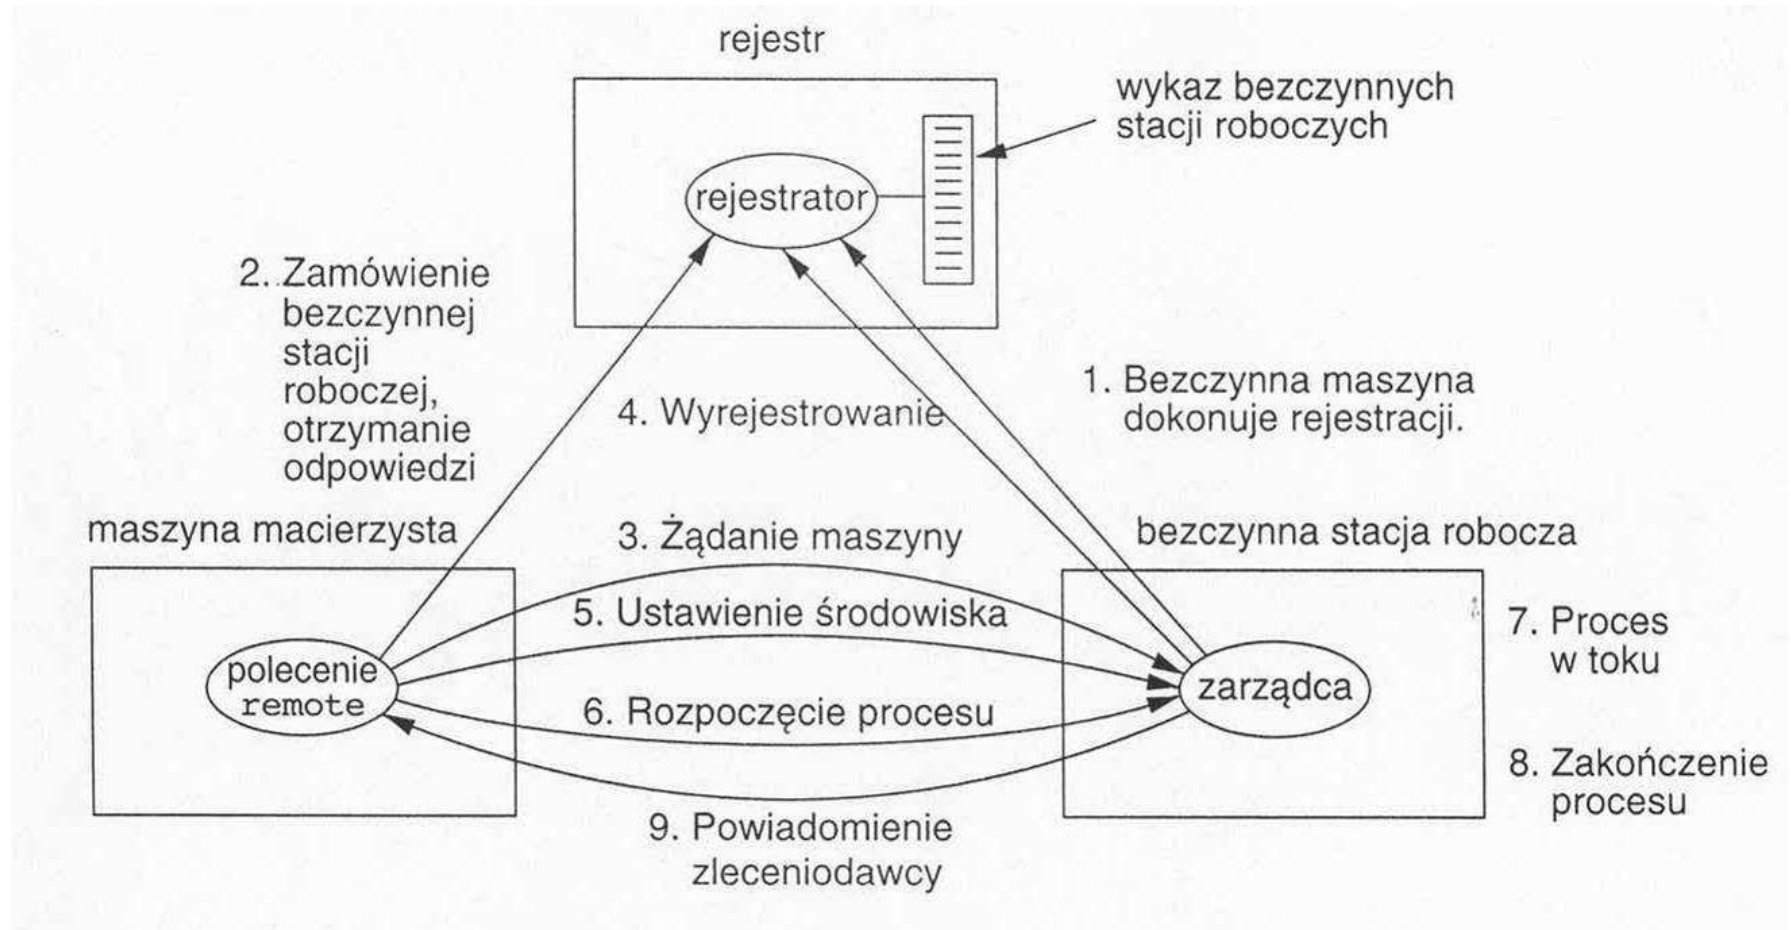 rejestr
wykaz bezczynnych
stacji roboczych
rejestrator
2. Zamówienie
bezczynnej
stacji
roboczej,
otrzymanie
odpowiedzi
1. Bezczynna maszyna
dokonuje rejestracji.
4. Wyrejestrowanie
maszyna macierzysta
3. Żądanie maszyny
bezczynna stacja robocza
5. Ustawienie środowiska
7. Proces
w toku
polecenie
remote
zarządca
6. Rozpoczęcie procesu
8. Zakończenie
procesu
9. Powiadomienie
zleceniodawcy